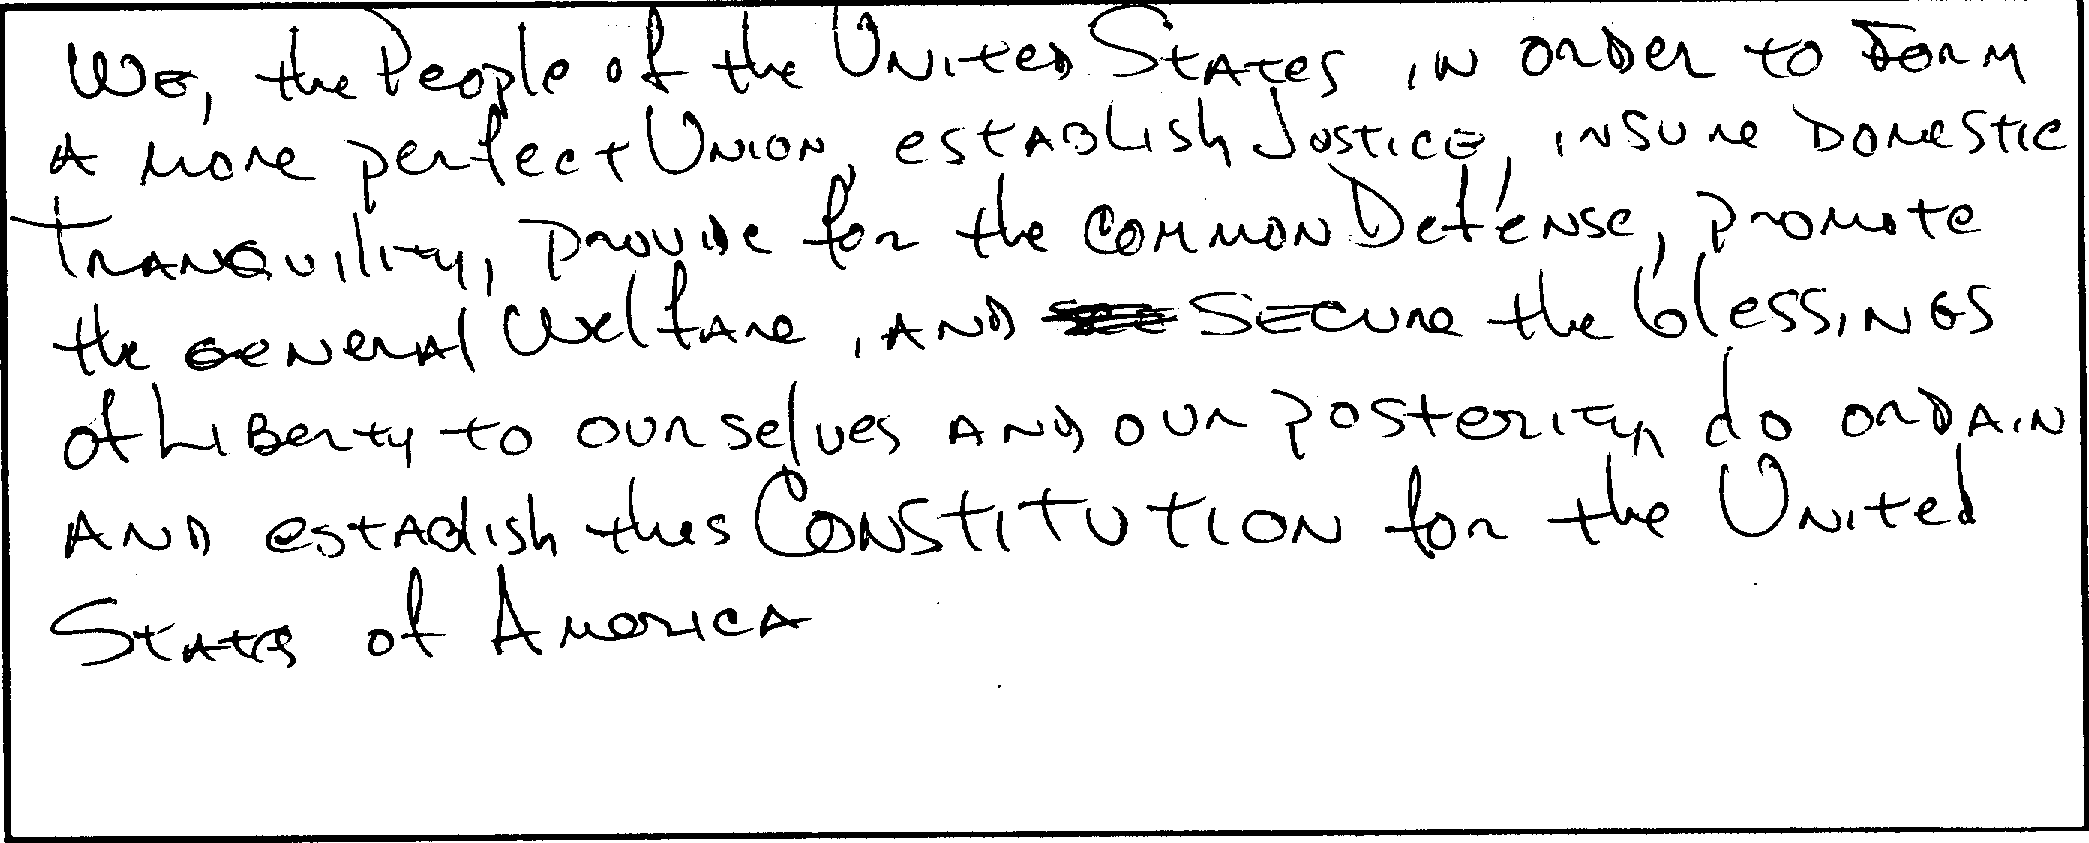 We, the People of the United States in order to form
a more perfect Union, establish Justice, insure domestic
tranquility, provide for the common Defense, promote
the general Welfare, and secure the blessings
of Liberty to ourselves and our posterity do ordain
and establish this Constitution for the United
States of America